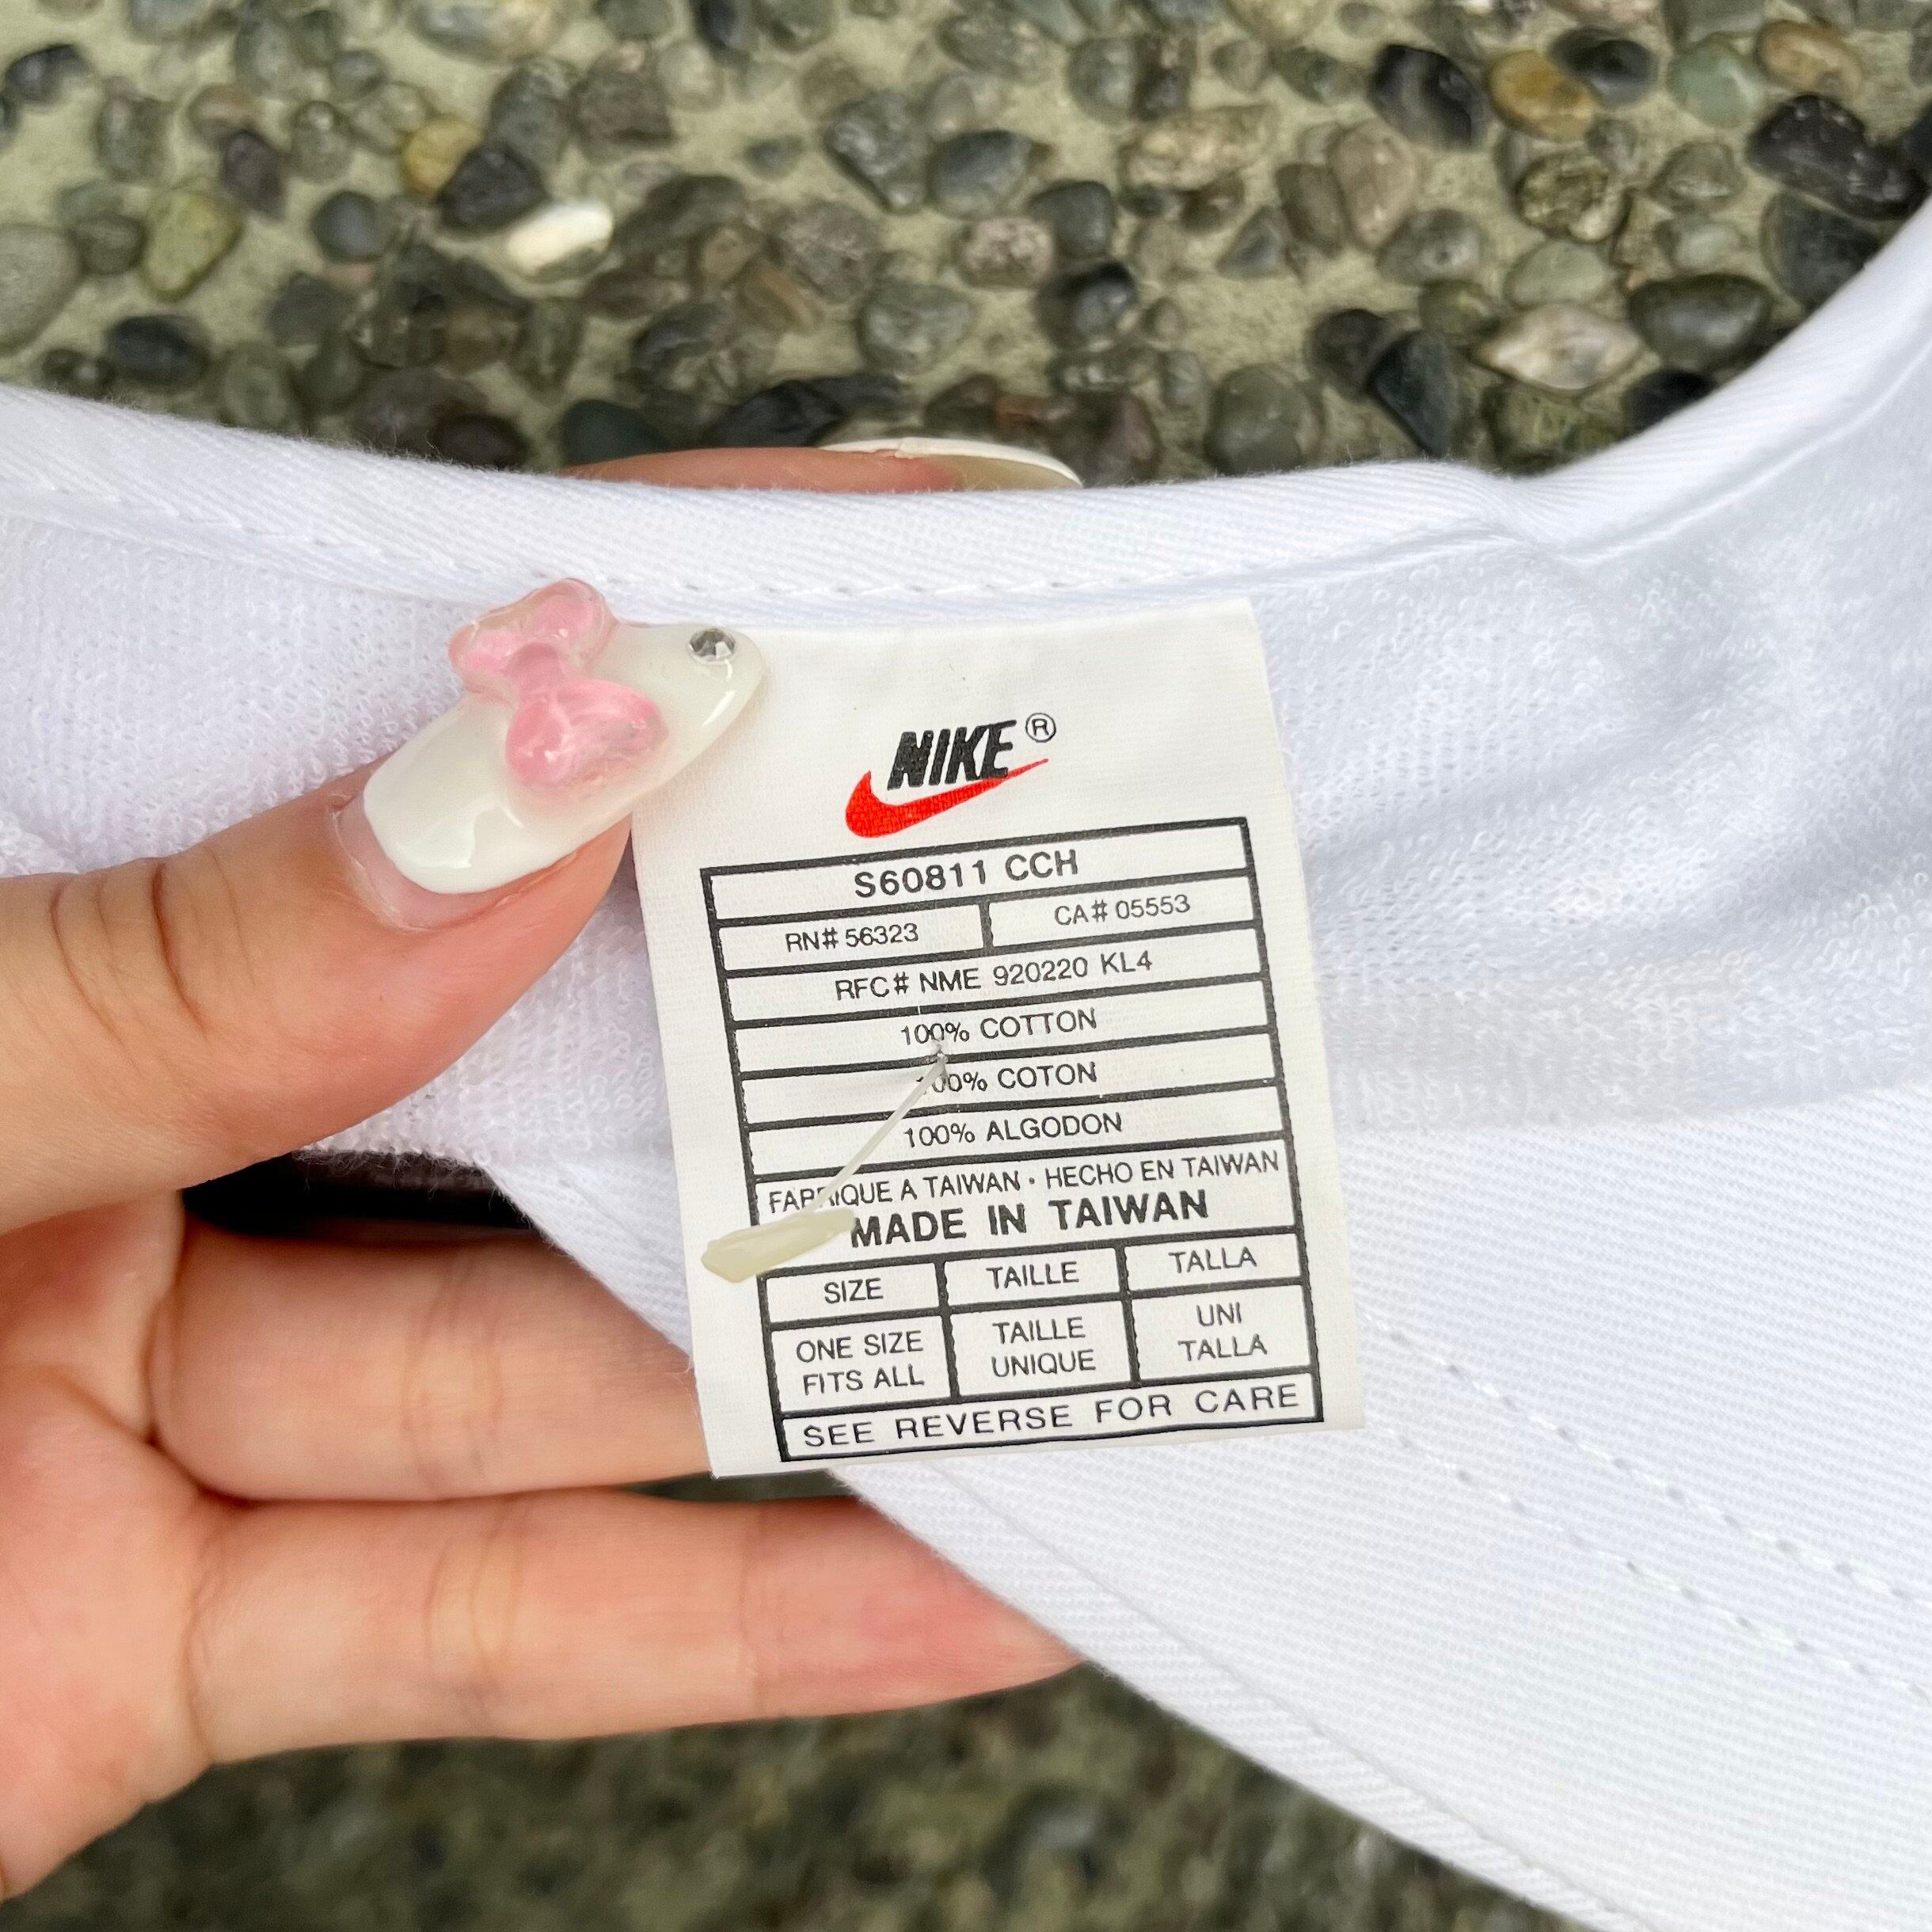 NIKE®
S60811 CCH
RN# 56323 CA# 05553
RFC# NME 920220 KL4
100% COTTON
100% COTON
100% ALGODON
FABRIQUE A TAIWAN • HECHO EN TAIWAN
MADE IN TAIWAN
SIZE TAILLE TALLA
ONE SIZE FITS ALL
TAILLE UNIQUE
UNI TALLA
SEE REVERSE FOR CARE